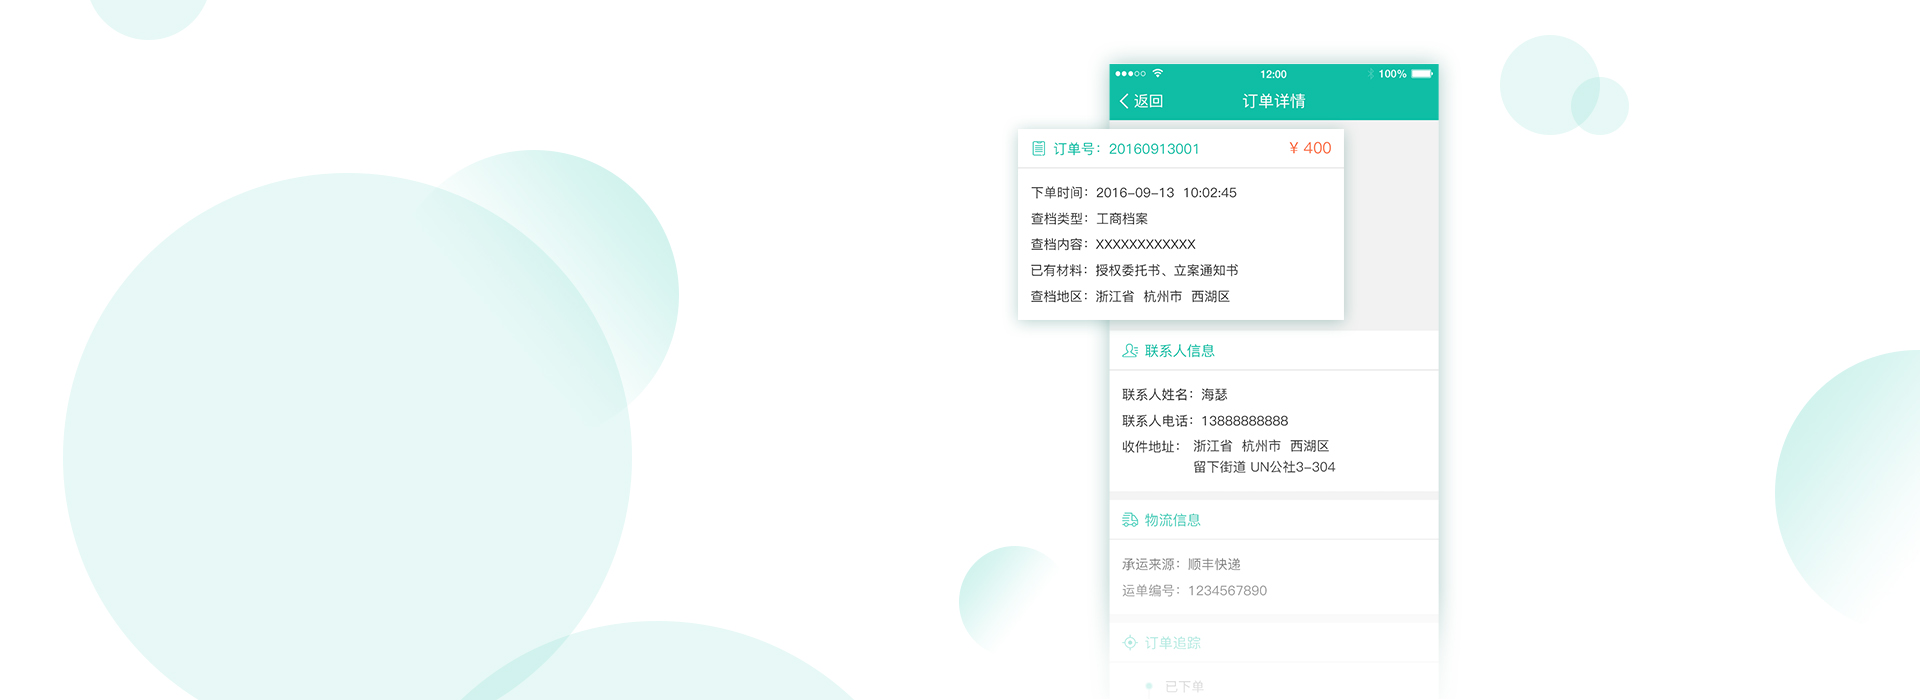 12:00 100%
返回 订单详情
订单号：20160913001 ¥ 400
下单时间：2016-09-13 10:02:45
查档类型：工商档案
查档内容：XXXXXXXXXXXX
已有材料：授权委托书、立案通知书
查档地区：浙江省 杭州市 西湖区
联系人信息
联系人姓名：海瑟
联系人电话：13888888888
收件地址：浙江省 杭州市 西湖区
留下街道 UN公社3-304
物流信息
承运来源：顺丰快递
运单编号：1234567890
订单追踪
已下单